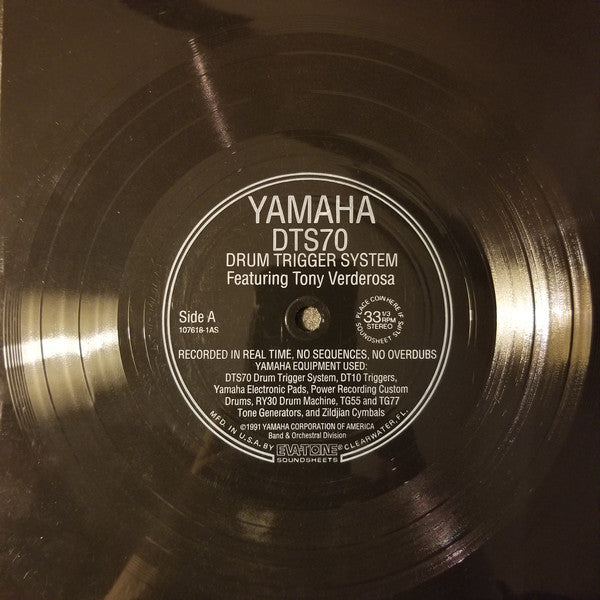 YAMAHA
DTS70
DRUM TRIGGER SYSTEM
Featuring Tony Verderosa
Side A
107618-1AS
PLACE COIN HERE IF
SOUNDSHEET SLIPS
33 1/3
RPM
STEREO
RECORDED IN REAL TIME, NO SEQUENCES, NO OVERDUBS
YAMAHA EQUIPMENT USED:
DTS70 Drum Trigger System, DT10 Triggers,
Yamaha Electronic Pads, Power Recording Custom
Drums, RY30 Drum Machine, TG55 and TG77
Tone Generators, and Zildjian Cymbals
©1991 YAMAHA CORPORATION OF AMERICA
Band & Orchestral Division
MFD. IN U.S.A. BY EVATONE® CLEARWATER, FL.
SOUNDSHEETS